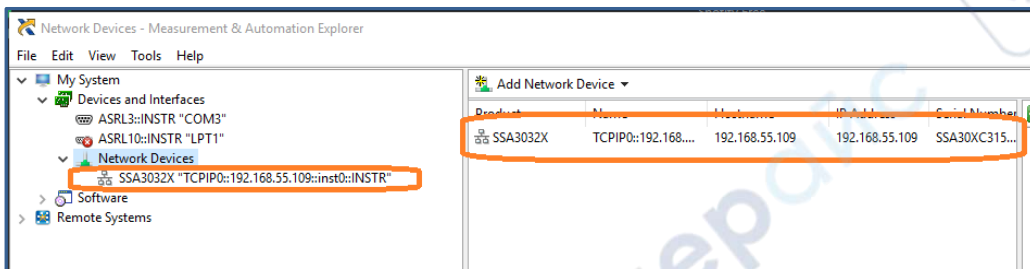 Network Devices - Measurement & Automation Explorer
File Edit View Tools Help
My System
Devices and Interfaces
ASRL3::INSTR "COM3"
ASRL10::INSTR "LPT1"
Network Devices
SSA3032X "TCPIP0::192.168.55.109::inst0::INSTR"
Software
Remote Systems
Add Network Device
Product Name Hostname IP Address Serial Number
SSA3032X TCPIP0::192.168.... 192.168.55.109 192.168.55.109 SSA30XC315...